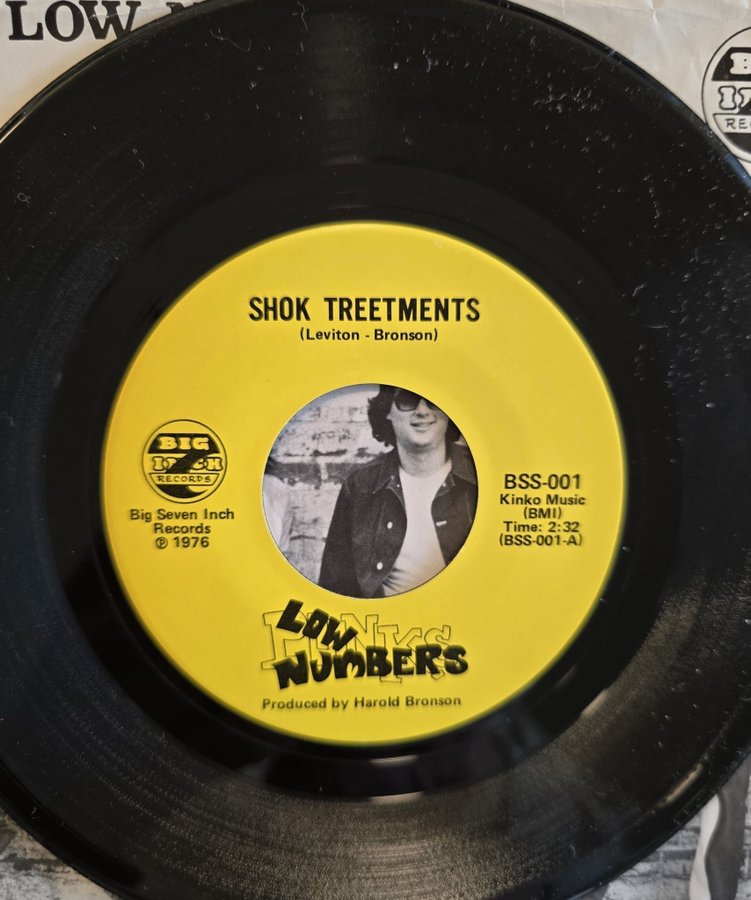 LOW N
SHOK TREETMENTS
(Leviton - Bronson)
BIG
INCH
RECORDS
Big Seven Inch
Records
℗ 1976
BSS-001
Kinko Music
(BMI)
Time: 2:32
(BSS-001-A)
PUNKS
LOW
NUMBERS
Produced by Harold Bronson